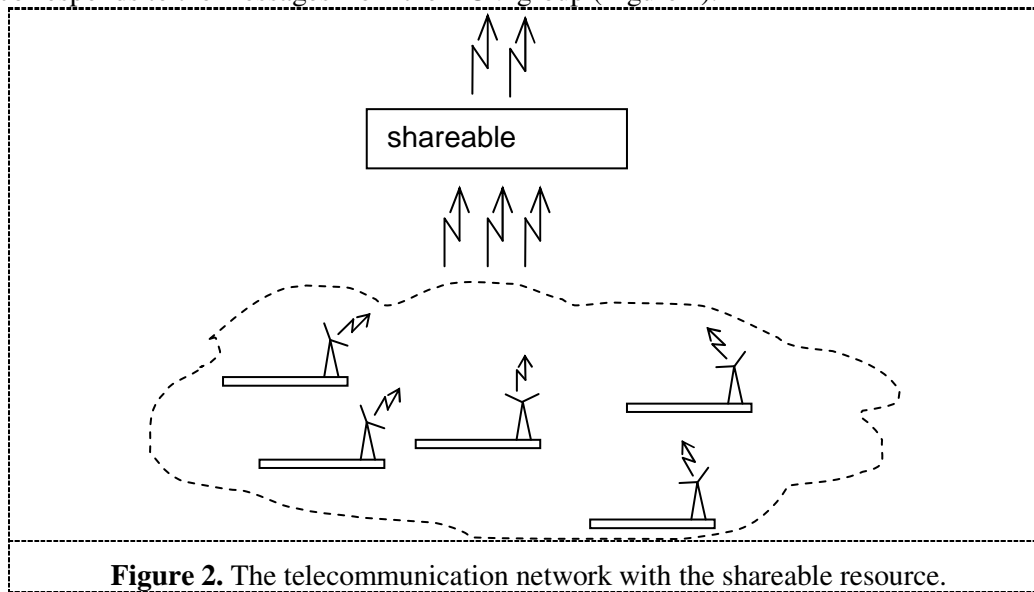 shareable
Figure 2. The telecommunication network with the shareable resource.